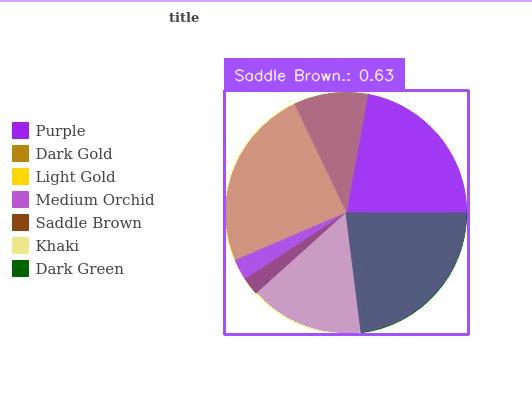 title
Saddle Brown.: 0.63
Purple
Dark Gold
Light Gold
Medium Orchid
Saddle Brown
Khaki
Dark Green